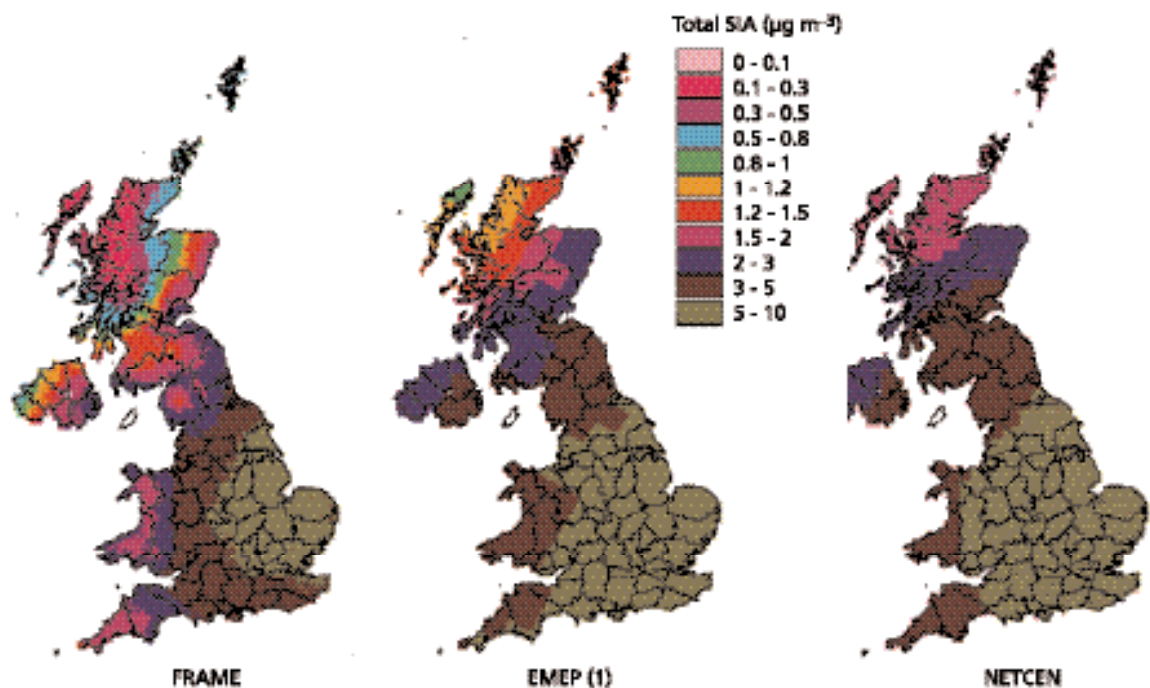 Total SIA (µg m⁻³)
0 - 0.1
0.1 - 0.3
0.3 - 0.5
0.5 - 0.8
0.8 - 1
1 - 1.2
1.2 - 1.5
1.5 - 2
2 - 3
3 - 5
5 - 10
FRAME
EMEP (1)
NETCEN